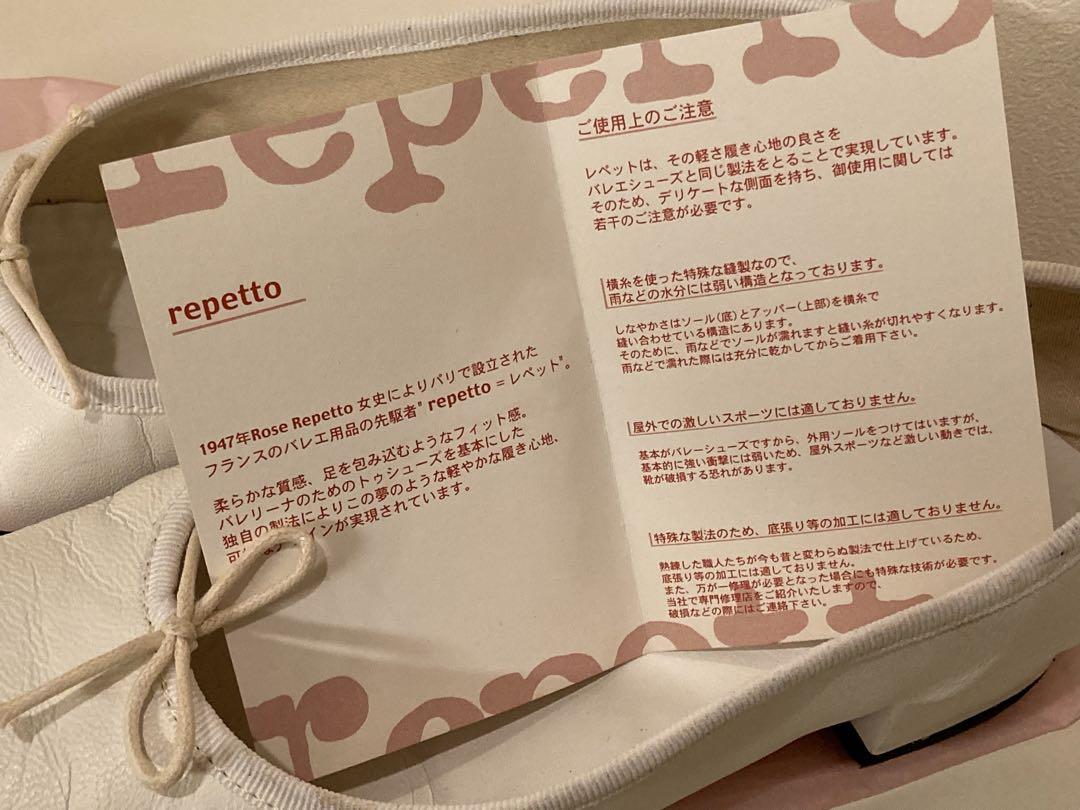 repetto
repetto
1947年Rose Repetto 女史によりパリで設立された
フランスのバレエ用品の先駆者" repetto = レペット"。
柔らかな質感、足を包み込むようなフィット感。
バレリーナのためのトゥシューズを基本にした
独自の製法によりこの夢のような軽やかな履き心地、
インが実現されています。
ご使用上のご注意
レペットは、その軽さ履き心地の良さを
バレエシューズと同じ製法をとることで実現しています。
そのため、デリケートな側面を持ち、御使用に関しては
若干のご注意が必要です。
横糸を使った特殊な縫製なので、
雨などの水分には弱い構造となっております。
しなやかさはソール(底)とアッパー(上部)を横糸で
縫い合わせている構造にあります。
そのために、雨などでソールが濡れますと縫い糸が切れやすくなります。
雨などで濡れた際には充分に乾かしてからご着用下さい。
屋外での激しいスポーツには適しておりません。
基本がバレーシューズですから、外用ソールをつけてはいますが、
基本的に強い衝撃には弱いため、屋外スポーツなど激しい動きでは、
靴が破損する恐れがあります。
特殊な製法のため、底張り等の加工には適しておりません。
熟練した職人たちが今も昔と変わらぬ製法で仕上げているため、
底張り等の加工には適しておりません。
また、万が一修理が必要となった場合にも特殊な技術が必要です。
当社で専門修理店をご紹介いたしますので、
破損などの際にはご連絡下さい。